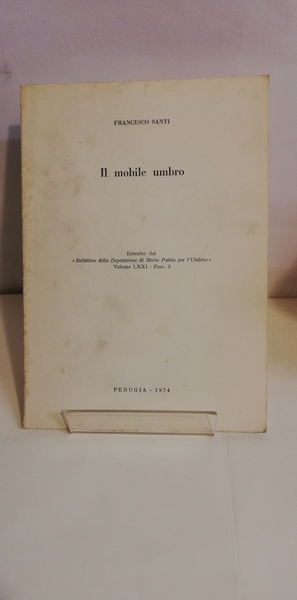 FRANCESCO SANTI
Il mobile umbro
Estratto dal
« Bollettino della Deputazione di Storia Patria per l'Umbria »
Volume LXXI - Fasc. 2
PERUGIA - 1974